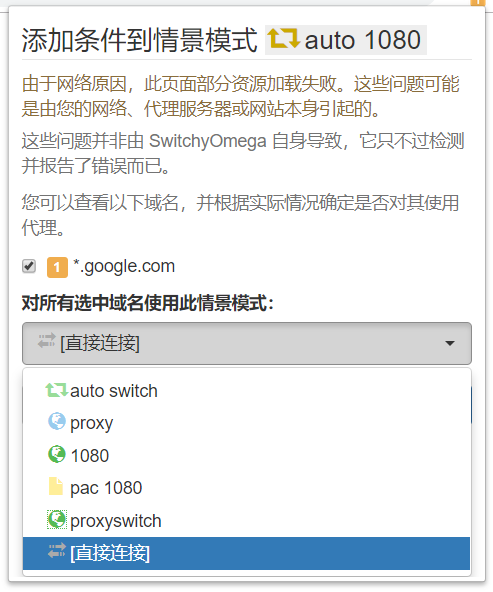 添加条件到情景模式 auto 1080
由于网络原因，此页面部分资源加载失败。这些问题可能
是由您的网络、代理服务器或网站本身引起的。
这些问题并非由 SwitchyOmega 自身导致，它只不过检测
并报告了错误而已。
您可以查看以下域名，并根据实际情况确定是否对其使用
代理。
1 *.google.com
对所有选中域名使用此情景模式：
[直接连接]
auto switch
proxy
1080
pac 1080
proxyswitch
[直接连接]